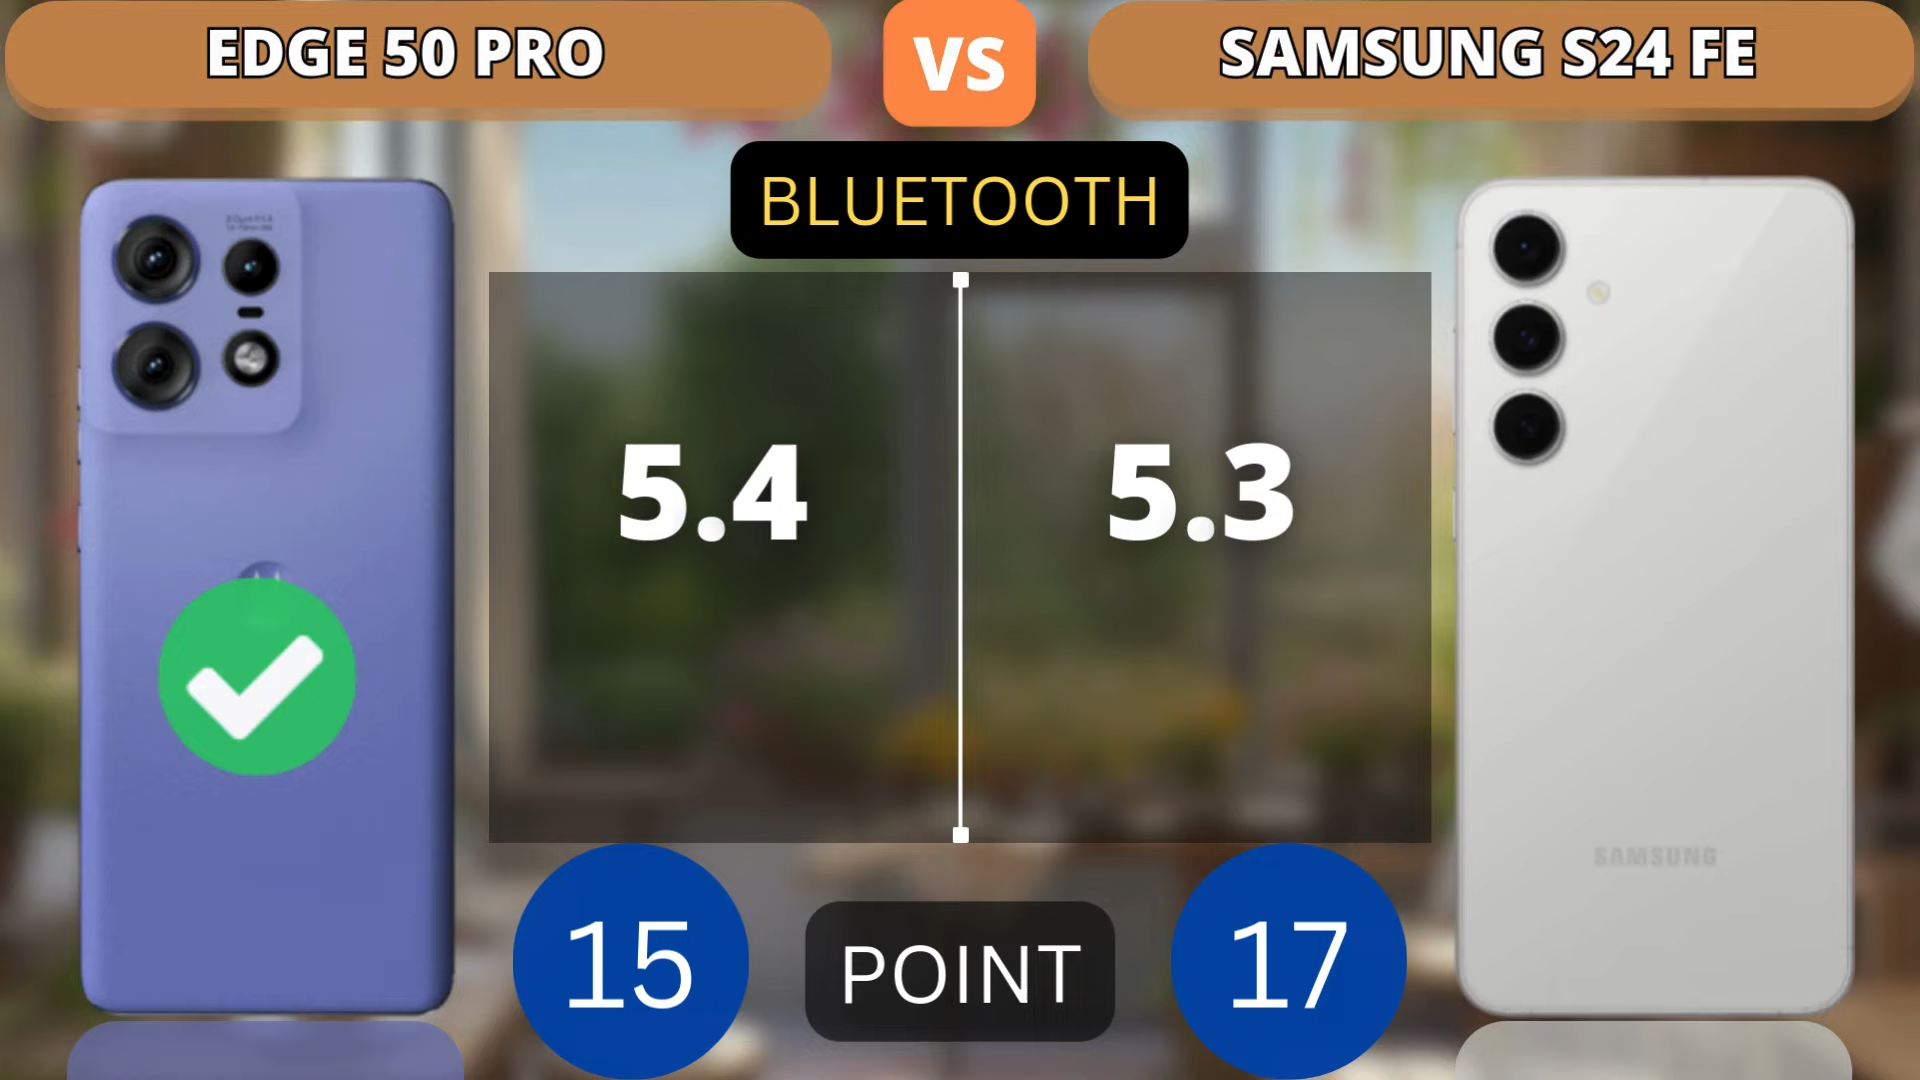 EDGE 50 PRO
VS
SAMSUNG S24 FE
BLUETOOTH
5.4
5.3
SAMSUNG
15
POINT
17